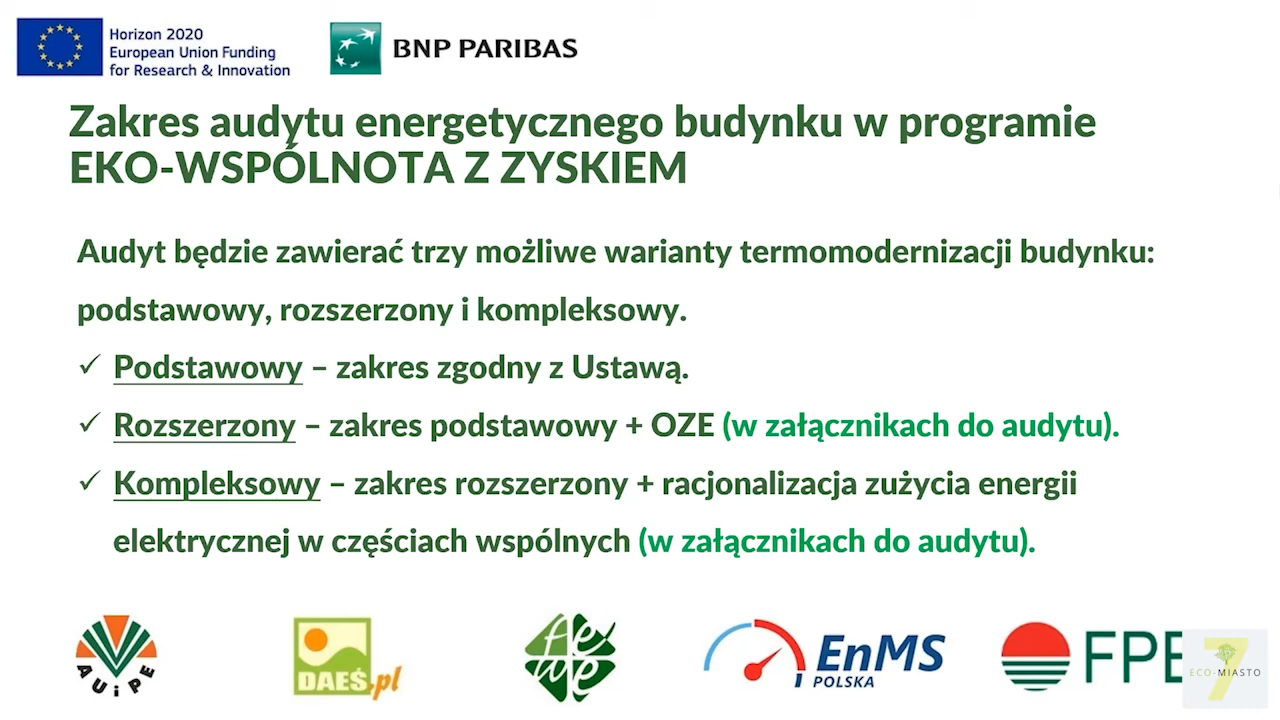 Horizon 2020
European Union Funding
for Research & Innovation
BNP PARIBAS
Zakres audytu energetycznego budynku w programie
EKO-WSPÓLNOTA Z ZYSKIEM
Audyt będzie zawierać trzy możliwe warianty termomodernizacji budynku:
podstawowy, rozszerzony i kompleksowy.
✓ Podstawowy – zakres zgodny z Ustawą.
✓ Rozszerzony – zakres podstawowy + OZE (w załącznikach do audytu).
✓ Kompleksowy – zakres rozszerzony + racjonalizacja zużycia energii
elektrycznej w częściach wspólnych (w załącznikach do audytu).
AUiPE
DAEŚ.pl
fewe
EnMS
POLSKA
FPE
7
ECO-MIASTO